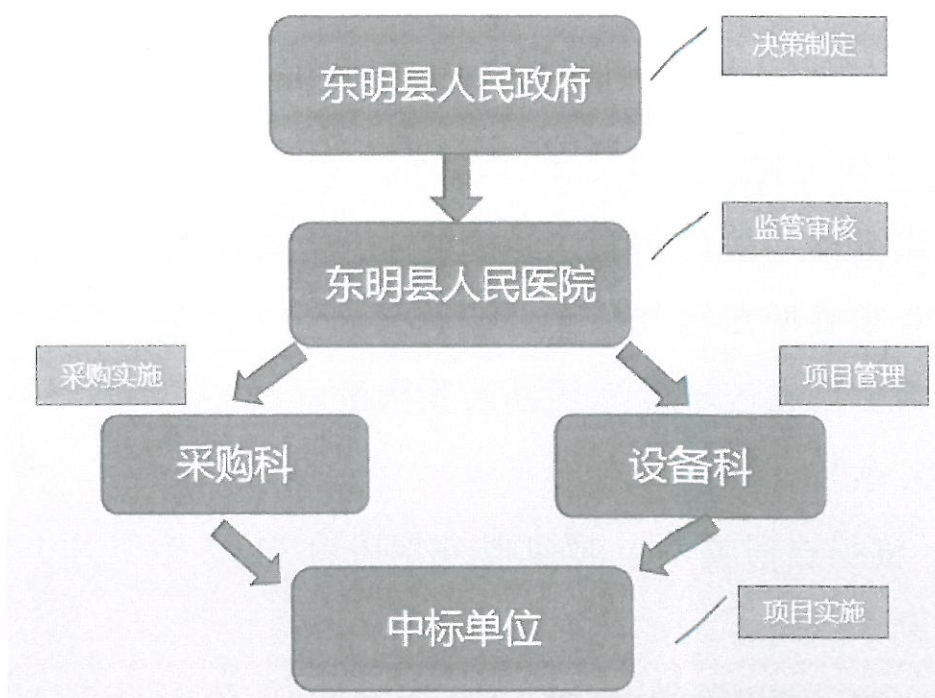 决策制定
东明县人民政府
监管审核
东明县人民医院
采购实施
项目管理
采购科
设备科
中标单位
项目实施